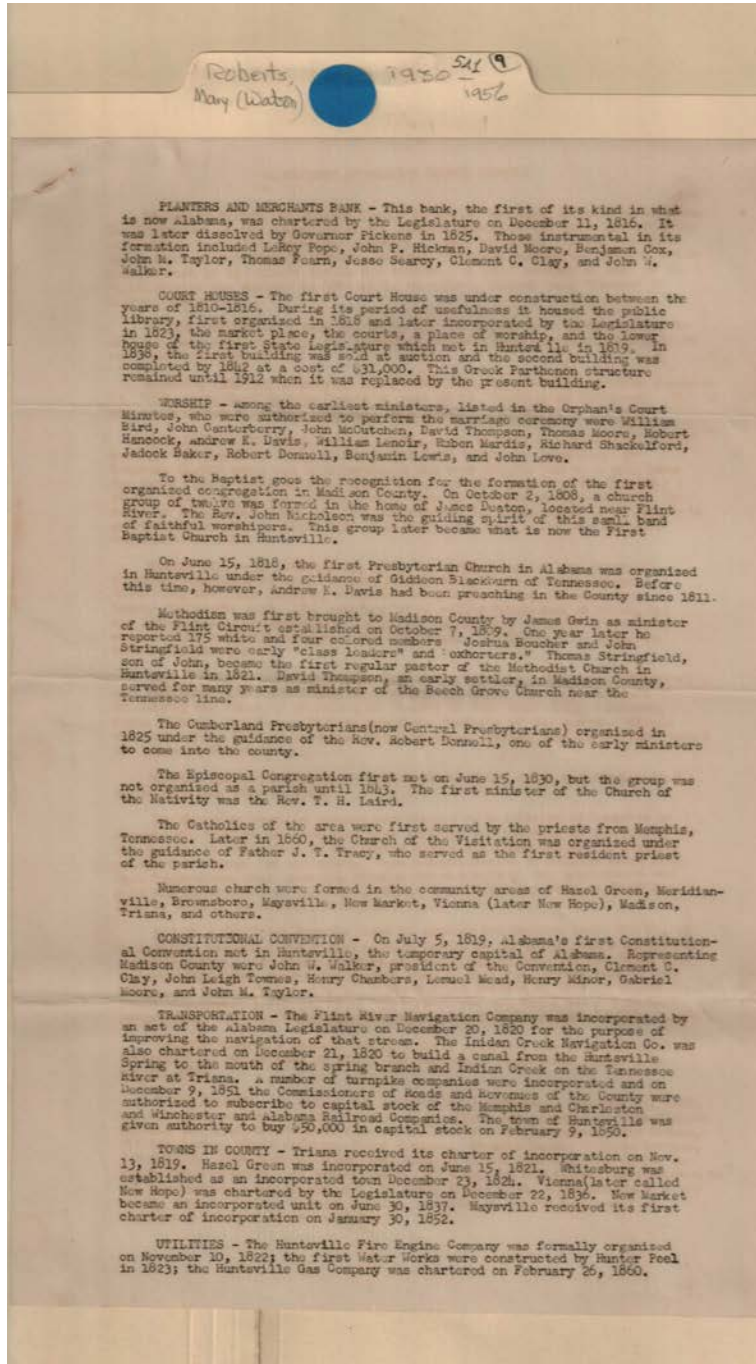 Roberts, 1930 521 9
Mary (Watson) 1956
PLANTERS AND MERCHANTS BANK - This bank, the first of its kind in what
is now Alabama, was chartered by the Legislature on December 11, 1816. It
was later dissolved by Governor Pickens in 1825. Those instrumental in its
formation included LeRoy Pope, John P. Hickman, David Moore, Benjamen Cox,
John M. Taylor, Thomas Fearn, Jesse Searcy, Clement C. Clay, and John W.
Walker.
COURT HOUSES - The first Court House was under construction between the
years of 1810-1816. During its period of usefulness it housed the public
library, first organized in 1818 and later incorporated by the Legislature
in 1823, the market place, the courts, a place of worship, and the lower
house of the first State Legislature which met in Huntsville in 1819. In
1838, the first building was sold at auction and the second building was
completed by 1842 at a cost of $31,000. This Greek Parthenon structure
remained until 1912 when it was replaced by the present building.
WORSHIP - Among the earliest ministers, listed in the Orphan's Court
Minutes, who were authorized to perform the marriage ceremony were William
Bird, John Canterberry, John McCutchen, David Thompson, Thomas Moore, Robert
Hancock, Andrew K. Davis, William Lenoir, Ruben Mardis, Richard Shackelford,
Jadock Baker, Robert Donnell, Benjamin Lewis, and John Love.
To the Baptist goes the recognition for the formation of the first
organized congregation in Madison County. On October 2, 1808, a church
group of twelve was formed in the home of James Deaton, located near Flint
River. The Rev. John Nicholson was the guiding spirit of this samll band
of faithful worshipers. This group later became what is now the First
Baptist Church in Huntsville.
On June 15, 1818, the first Presbyterian Church in Alabama was organized
in Huntsville under the guidance of Giddeon Blackburn of Tennessee. Before
this time, however, Andrew K. Davis had been preaching in the County since 1811.
Methodism was first brought to Madison County by James Gwin as minister
of the Flint Circuit established on October 7, 1809. One year later he
reported 175 white and four colored members Joshua Boucher and John
Stringfield were early "class leaders" and exhorters." Thomas Stringfield,
son of John, became the first regular pastor of the Methodist Church in
Huntsville in 1821. David Thompson, an early settler, in Madison County,
served for many years as minister of the Beech Grove Church near the
Tennessee line.
The Cumberland Presbyterians(now Central Presbyterians) organized in
1825 under the guidance of the Rev. Robert Donnell, one of the early ministers
to come into the county.
The Episcopal Congregation first met on June 15, 1830, but the group was
not organized as a parish until 1843. The first minister of the Church of
the Nativity was the Rev. T. H. Laird.
The Catholics of the area were first served by the priests from Memphis,
Tennessee. Later in 1860, the Church of the Visitation was organized under
the guidance of Father J. T. Tracy, who served as the first resident priest
of the parish.
Numerous church were formed in the community areas of Hazel Green, Meridian-
ville, Brownsboro, Maysville, New Market, Vienna (later New Hope), Madison,
Triana, and others.
CONSTITUTIONAL CONVENTION - On July 5, 1819, Alabama's first Constitution-
al Convention met in Huntsville, the temporary capital of Alabama. Representing
Madison County were John W. Walker, president of the Convention, Clement C.
Clay, John Leigh Townes, Henry Chambers, Lemuel Mead, Henry Minor, Gabriel
Moore, and John M. Taylor.
TRANSPORTATION - The Flint River Navigation Company was incorporated by
an act of the Alabama Legislature on December 20, 1820 for the purpose of
improving the navigation of that stream. The Inidan Creek Navigation Co. was
also chartered on December 21, 1820 to build a canal from the Huntsville
Spring to the mouth of the spring branch and Indian Creek on the Tennessee
River at Triana. A number of turnpike companies were incorporated and on
December 9, 1851 the Commissioners of Roads and Revenues of the County were
authorized to subscribe to capital stock of the Memphis and Charleston
and Winchester and Alabama Railroad Companies. The town of Huntsville was
given authority to buy $50,000 in capital stock on February 9, 1850.
TOWNS IN COUNTY - Triana received its charter of incorporation on Nov.
13, 1819. Hazel Green was incorporated on June 15, 1821. Whitesburg was
established as an incorporated town December 23, 1824. Vienna(later called
New Hope) was chartered by the Legislature on December 22, 1836. New Market
became an incorporated unit on June 30, 1837. Maysville received its first
charter of incorporation on January 30, 1852.
UTILITIES - The Huntsville Fire Engine Company was formally organized
on November 10, 1822; the first Water Works were constructed by Hunter Peel
in 1823; the Huntsville Gas Company was chartered on February 26, 1860.